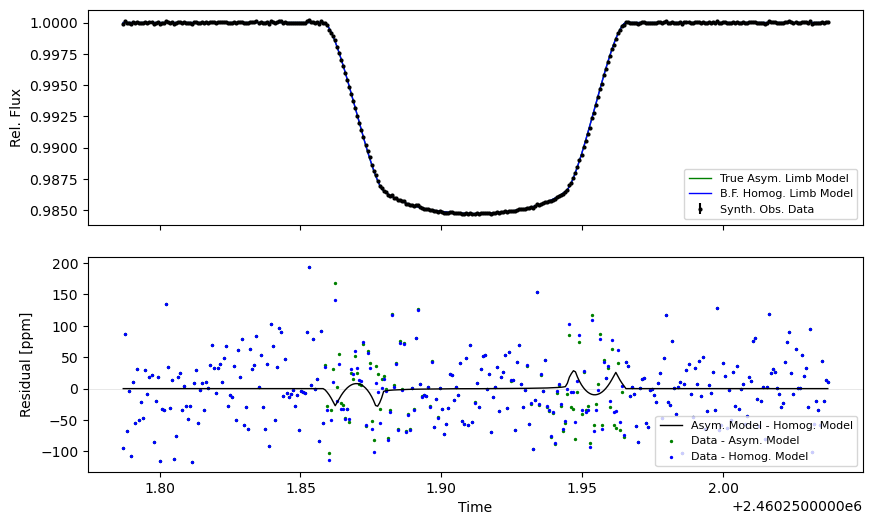 1.0000
0.9975
0.9950
0.9925
0.9900
0.9875
0.9850
Rel. Flux
True Asym. Limb Model
B.F. Homog. Limb Model
Synth. Obs. Data
200
150
100
50
0
−50
−100
Residual [ppm]
Asym. Model - Homog. Model
Data - Asym. Model
Data - Homog. Model
1.80
1.85
1.90
1.95
2.00
Time
+2.4602500000e6